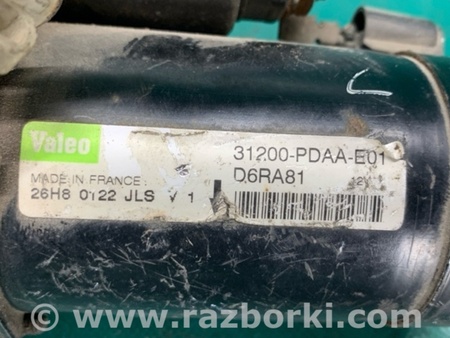 Valeo
31200-PDAA-E01
MADE IN FRANCE
D6RA81
26H8 0122 JLS V 1
www.razborki.com